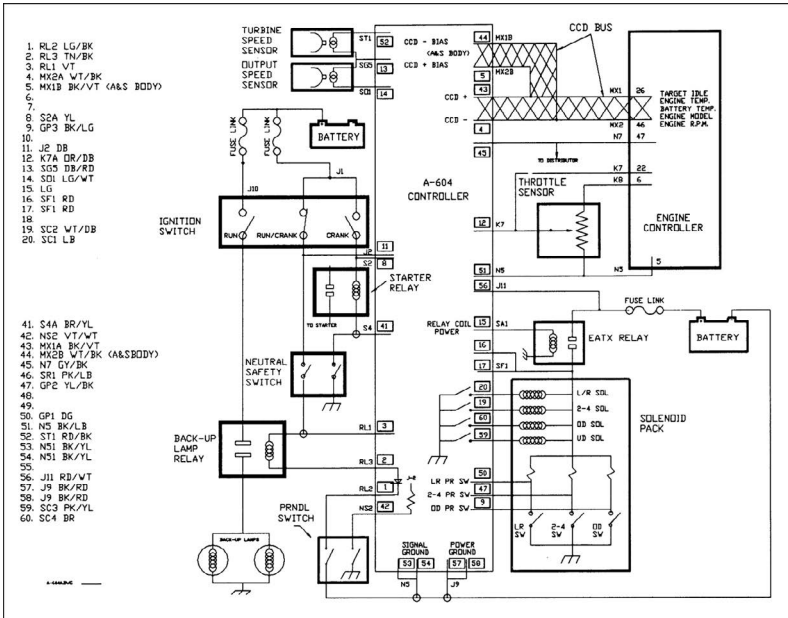 1. RL2 LG/BK
2. RL3 TN/BK
3. RL1 VT
4. MX2A WT/BK
5. MX1B BK/VT (A&S BODY)
6.
7.
8. S2A YL
9. GP3 BK/LG
10.
11. J2 DB
12. K7A OR/DB
13. SG5 DB/RD
14. SO1 LG/WT
15. LG
16. SF1 RD
17. SF1 RD
18.
19. SC2 WT/DB
20. SC1 LB
41. S4A BR/YL
42. NS2 VT/WT
43. MX1A BK/VT
44. MX2B WT/BK (A&SBODY)
45. N7 GY/BK
46. SR1 PK/LB
47. GP2 YL/BK
48.
49.
50. GP1 DG
51. N5 BK/LB
52. ST1 RD/BK
53. N51 BK/YL
54. N51 BK/YL
55.
56. J11 RD/WT
57. J9 BK/RD
58. J9 BK/RD
59. SC3 PK/YL
60. SC4 BR
TURBINE
SPEED
SENSOR
OUTPUT
SPEED
SENSOR
ST1
52
SG5
13
SO1
14
FUSE LINK
FUSE LINK
BATTERY
J10
J1
IGNITION
SWITCH
RUN
RUN/CRANK
CRANK
J2
11
S2
8
STARTER
RELAY
TO STARTER
S4
41
NEUTRAL
SAFETY
SWITCH
BACK-UP
LAMP
RELAY
RL1
3
RL3
2
RL2
1
NS2
42
PRNDL
SWITCH
BACK-UP LAMPS
SIGNAL
GROUND
POWER
GROUND
53
54
57
58
N5
J9
A-604
CONTROLLER
CCD - BIAS
(A&S BODY)
CCD + BIAS
CCD +
CCD -
44
MX1B
5
MX2B
43
4
45
CCD BUS
MX1
26
MX2
46
N7
47
TO DISTRIBUTOR
K7
22
K8
6
TARGET IDLE
ENGINE TEMP.
BATTERY TEMP.
ENGINE MODEL
ENGINE R.P.M.
ENGINE
CONTROLLER
5
THROTTLE
SENSOR
12
K7
51
N5
N5
56
J11
FUSE LINK
BATTERY
RELAY COIL
POWER
15
SA1
EATX RELAY
16
17
SF1
20
L/R SOL
19
2-4 SOL
60
OD SOL
59
UD SOL
SOLENOID
PACK
50
LR PR SW
47
2-4 PR SW
9
OD PR SW
LR
SW
2-4
SW
OD
SW